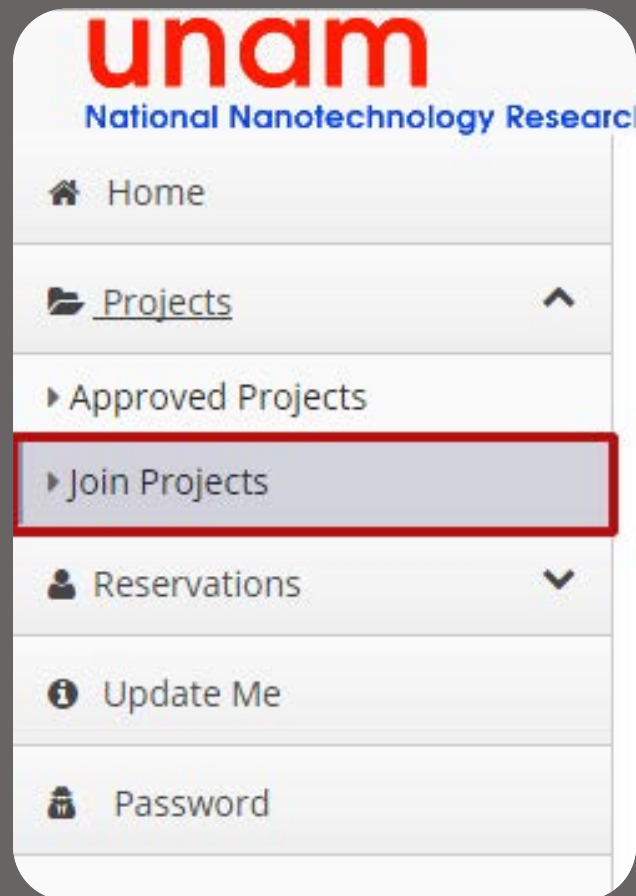 unam
National Nanotechnology Research
Home
Projects
Approved Projects
Join Projects
Reservations
Update Me
Password